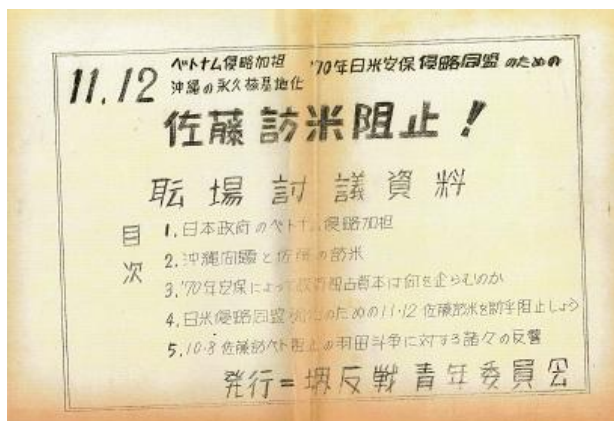 11.12
ベトナム侵略加担 '70年日米安保侵略同盟のための
沖縄の永久核基地化
佐藤訪米阻止！
耺場討議資料
目次
1. 日本政府のベトナム侵略加担
2. 沖縄问題と佐藤の訪米
3. '70年安保によって 独占資本は何を企らむのか
4. 日米侵略同盟 のための11・12佐藤訪米を断乎阻止しよう
5. 10・8佐藤訪ベト阻止の羽田斗争に対する諸々の反響
発行＝堺反戦青年委員会